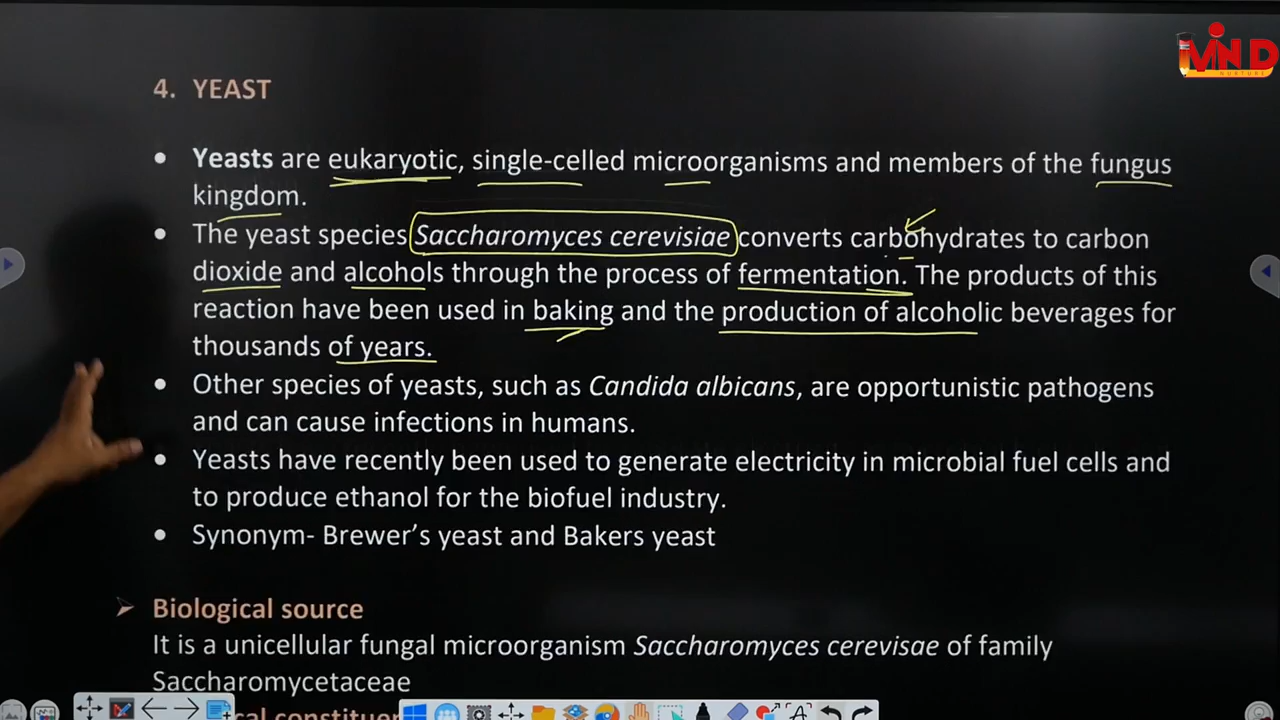 MIND
NURTURE
4. YEAST
• Yeasts are eukaryotic, single-celled microorganisms and members of the fungus
kingdom.
• The yeast species Saccharomyces cerevisiae converts carbohydrates to carbon
dioxide and alcohols through the process of fermentation. The products of this
reaction have been used in baking and the production of alcoholic beverages for
thousands of years.
• Other species of yeasts, such as Candida albicans, are opportunistic pathogens
and can cause infections in humans.
• Yeasts have recently been used to generate electricity in microbial fuel cells and
to produce ethanol for the biofuel industry.
• Synonym- Brewer’s yeast and Bakers yeast
➢ Biological source
It is a unicellular fungal microorganism Saccharomyces cerevisae of family
Saccharomycetaceae